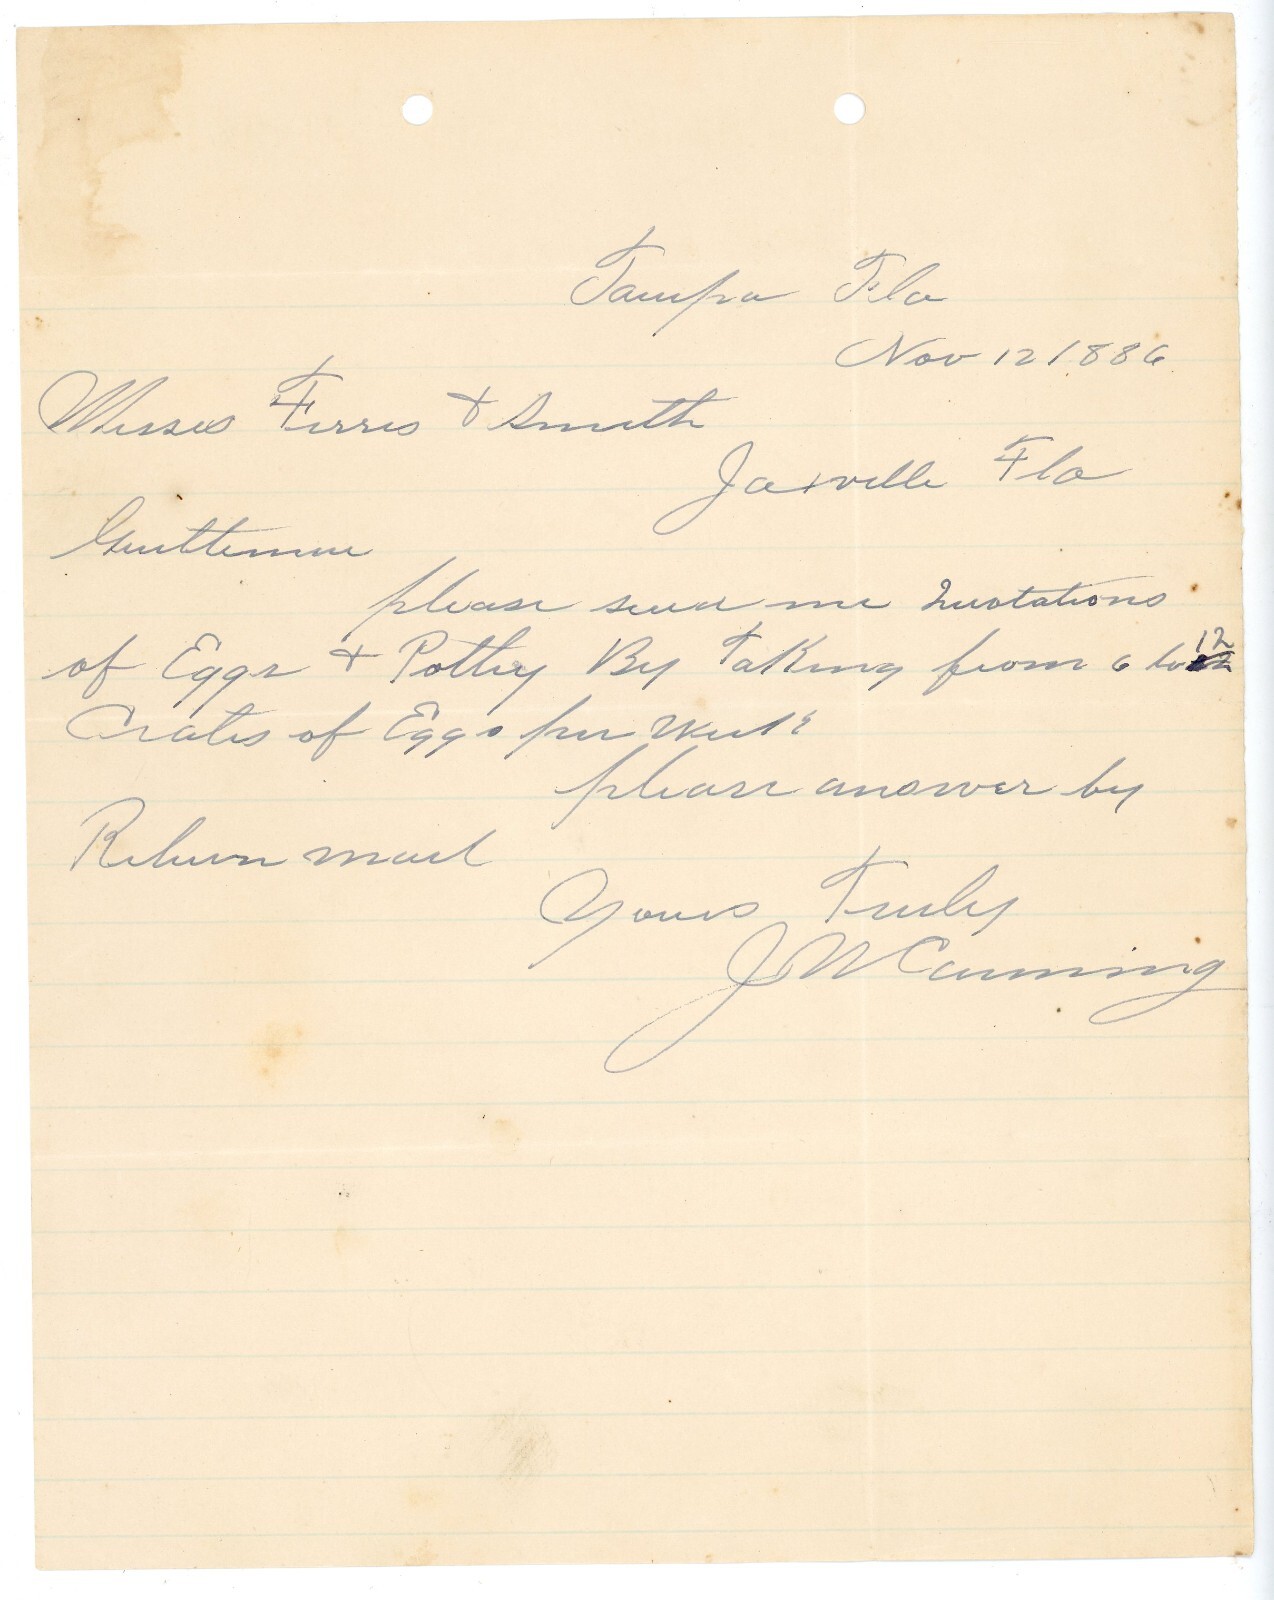 Tampa Fla
Nov 12 1886
Messrs Ferris & Smith
Jaxville Fla
Gentlemen
please send me Quotations
of Eggs & Poltry By Taking from 6 to 12
Crates of Eggs per week
please answer by
Return mail
Yours Truly
J W Canning